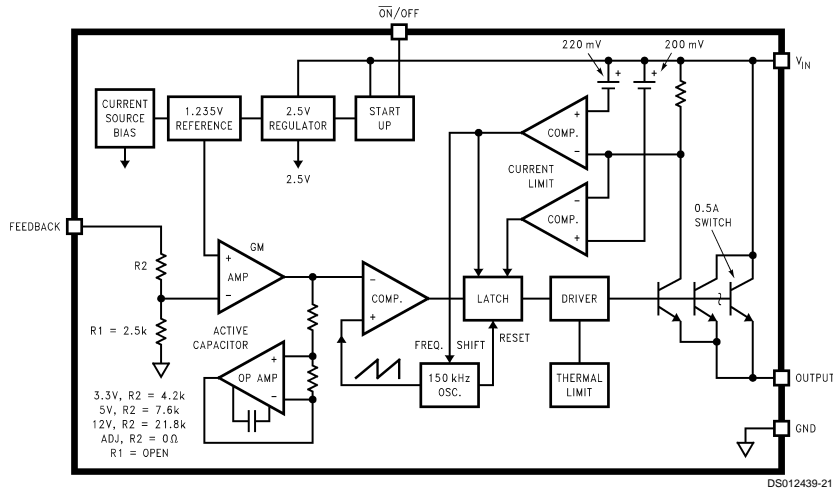 ON/OFF
220 mV
200 mV
V_IN
CURRENT
SOURCE
BIAS
1.235V
REFERENCE
2.5V
REGULATOR
START
UP
2.5V
+
+
+
COMP.
−
CURRENT
LIMIT
−
COMP.
+
0.5A
SWITCH
FEEDBACK
R2
R1 = 2.5k
GM
+
AMP
−
−
COMP.
+
LATCH
DRIVER
FREQ. SHIFT
RESET
ACTIVE
CAPACITOR
+
OP AMP
−
150 kHz
OSC.
THERMAL
LIMIT
OUTPUT
GND
3.3V, R2 = 4.2k
5V, R2 = 7.6k
12V, R2 = 21.8k
ADJ, R2 = 0Ω
R1 = OPEN
DS012439-21